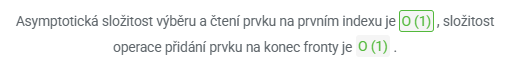 Asymptotická složitost výběru a čtení prvku na prvním indexu je O (1) , složitost
operace přidání prvku na konec fronty je O (1) .